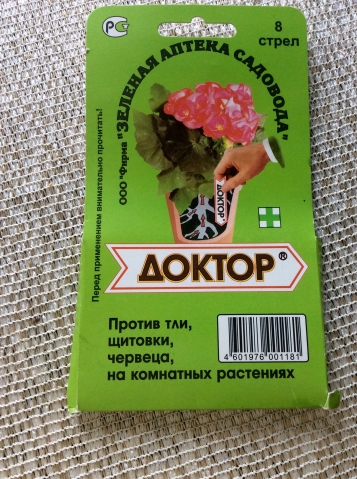 РС
8
стрел
ООО "Фирма "ЗЕЛЕНАЯ АПТЕКА САДОВОДА"
Перед применением внимательно прочитать!
ДОКТОР
ДОКТОР®
Против тли,
щитовки,
червеца,
на комнатных растениях
4 601976 001181